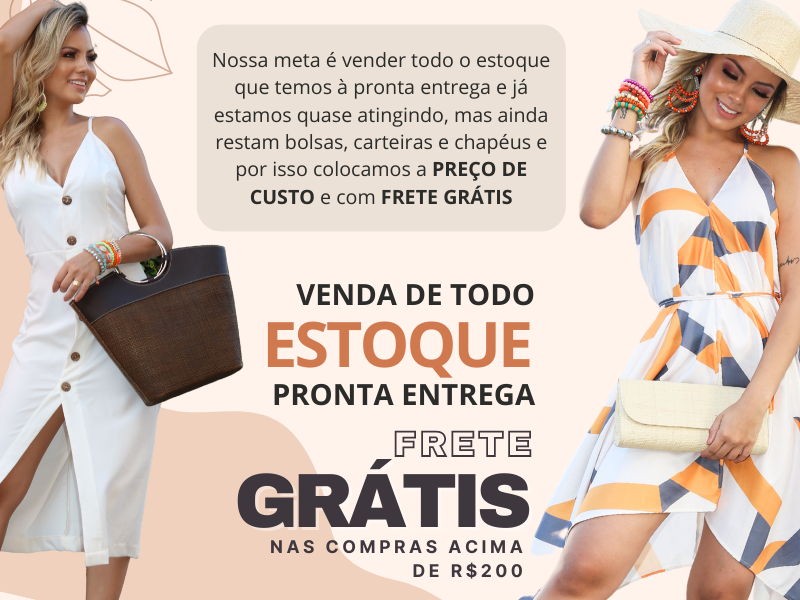 Nossa meta é vender todo o estoque
que temos à pronta entrega e já
estamos quase atingindo, mas ainda
restam bolsas, carteiras e chapéus e
por isso colocamos a PREÇO DE
CUSTO e com FRETE GRÁTIS
VENDA DE TODO
ESTOQUE
PRONTA ENTREGA
FRETE
GRÁTIS
NAS COMPRAS ACIMA
DE R$200